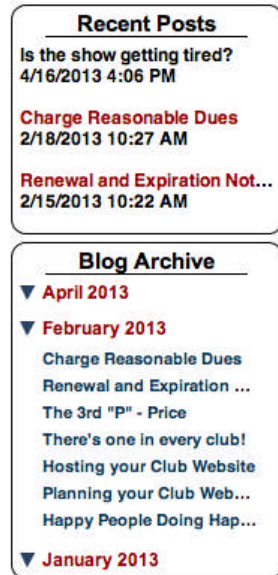 Recent Posts
Is the show getting tired?
4/16/2013 4:06 PM
Charge Reasonable Dues
2/18/2013 10:27 AM
Renewal and Expiration Not...
2/15/2013 10:22 AM
Blog Archive
April 2013
February 2013
Charge Reasonable Dues
Renewal and Expiration ...
The 3rd "P" - Price
There's one in every club!
Hosting your Club Website
Planning your Club Web...
Happy People Doing Hap...
January 2013